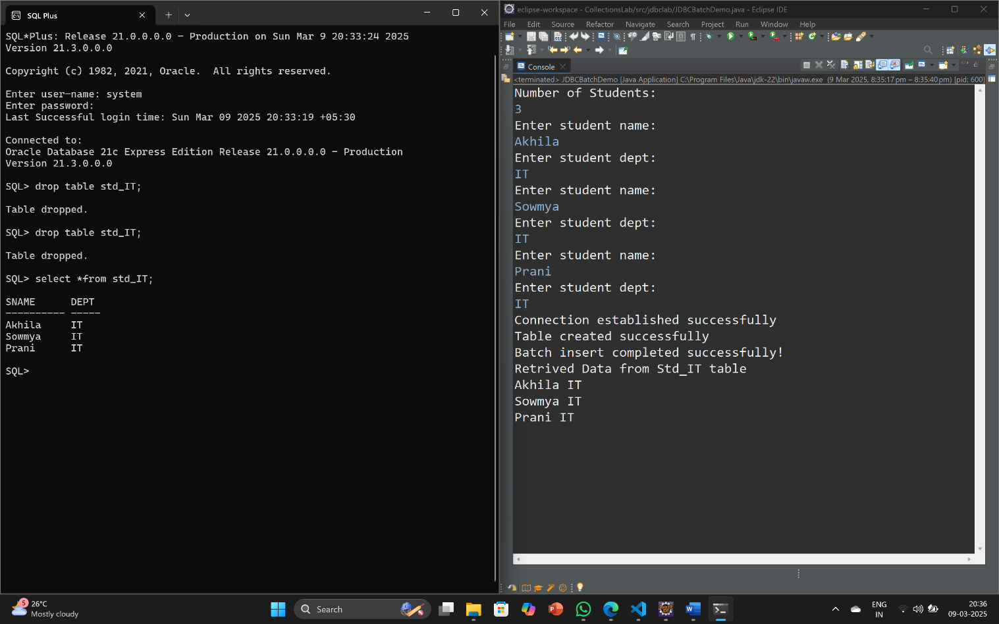 SQL Plus
SQL*Plus: Release 21.0.0.0.0 - Production on Sun Mar 9 20:33:24 2025
Version 21.3.0.0.0
Copyright (c) 1982, 2021, Oracle.  All rights reserved.
Enter user-name: system
Enter password:
Last Successful login time: Sun Mar 09 2025 20:33:19 +05:30
Connected to:
Oracle Database 21c Express Edition Release 21.0.0.0.0 - Production
Version 21.3.0.0.0
SQL> drop table std_IT;
Table dropped.
SQL> drop table std_IT;
Table dropped.
SQL> select *from std_IT;
SNAME      DEPT
---------- -----
Akhila     IT
Sowmya     IT
Prani      IT
SQL>
eclipse-workspace - CollectionsLab/src/jdbclab/JDBCBatchDemo.java - Eclipse IDE
File Edit Source Refactor Navigate Search Project Run Window Help
Console
<terminated> JDBCBatchDemo [Java Application] C:\Program Files\Java\jdk-22\bin\javaw.exe (9 Mar 2025, 8:35:17 pm – 8:35:40 pm) [pid: 600]
Number of Students:
3
Enter student name:
Akhila
Enter student dept:
IT
Enter student name:
Sowmya
Enter student dept:
IT
Enter student name:
Prani
Enter student dept:
IT
Connection established successfully
Table created successfully
Batch insert completed successfully!
Retrived Data from Std_IT table
Akhila IT
Sowmya IT
Prani IT
5
26°C
Mostly cloudy
Search
ENG
IN
20:36
09-03-2025